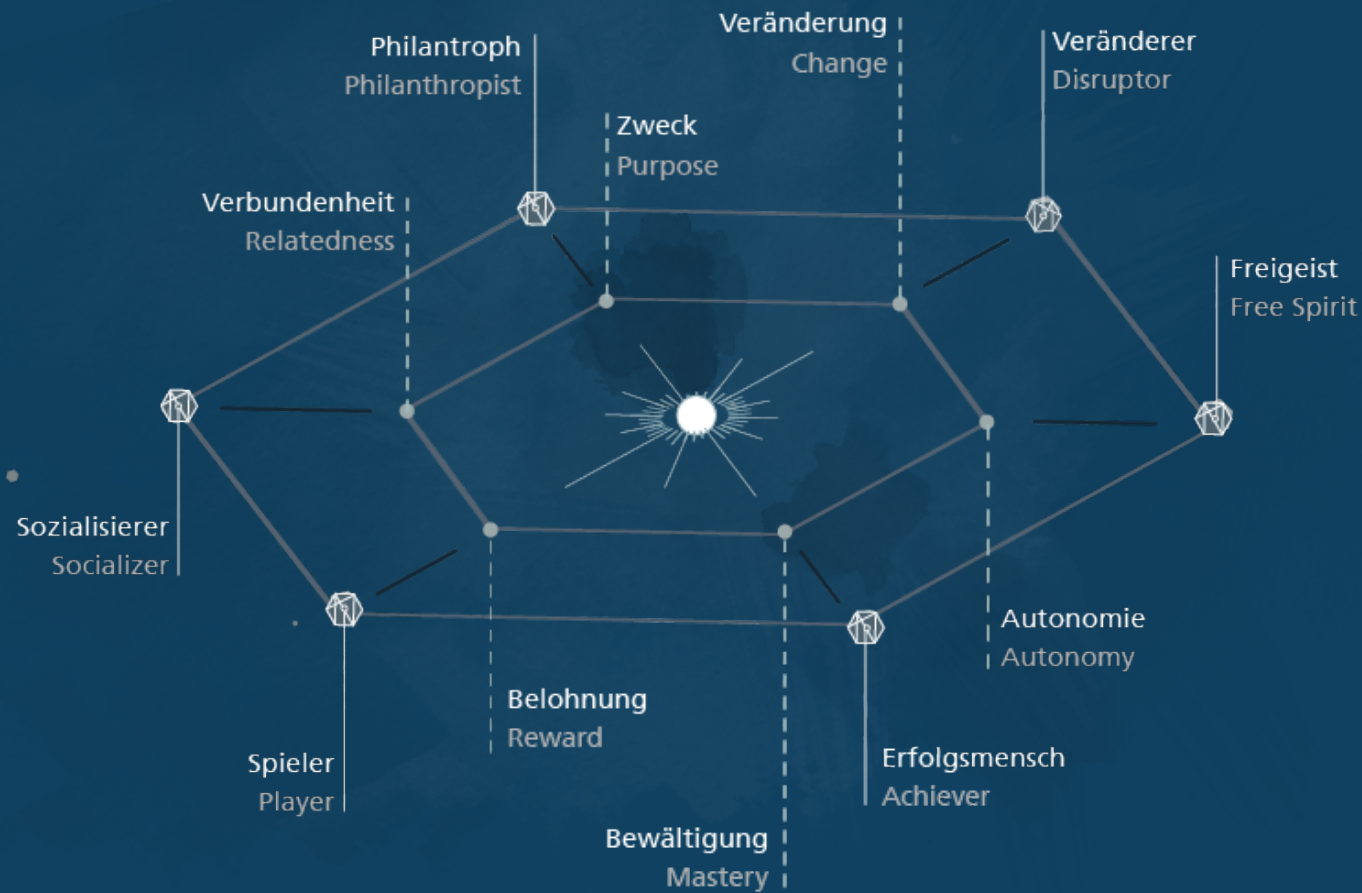 Philantroph
Philanthropist
Veränderung
Change
Veränderer
Disruptor
Zweck
Purpose
Verbundenheit
Relatedness
Freigeist
Free Spirit
Sozialisierer
Socializer
Autonomie
Autonomy
Belohnung
Reward
Spieler
Player
Erfolgsmensch
Achiever
Bewältigung
Mastery